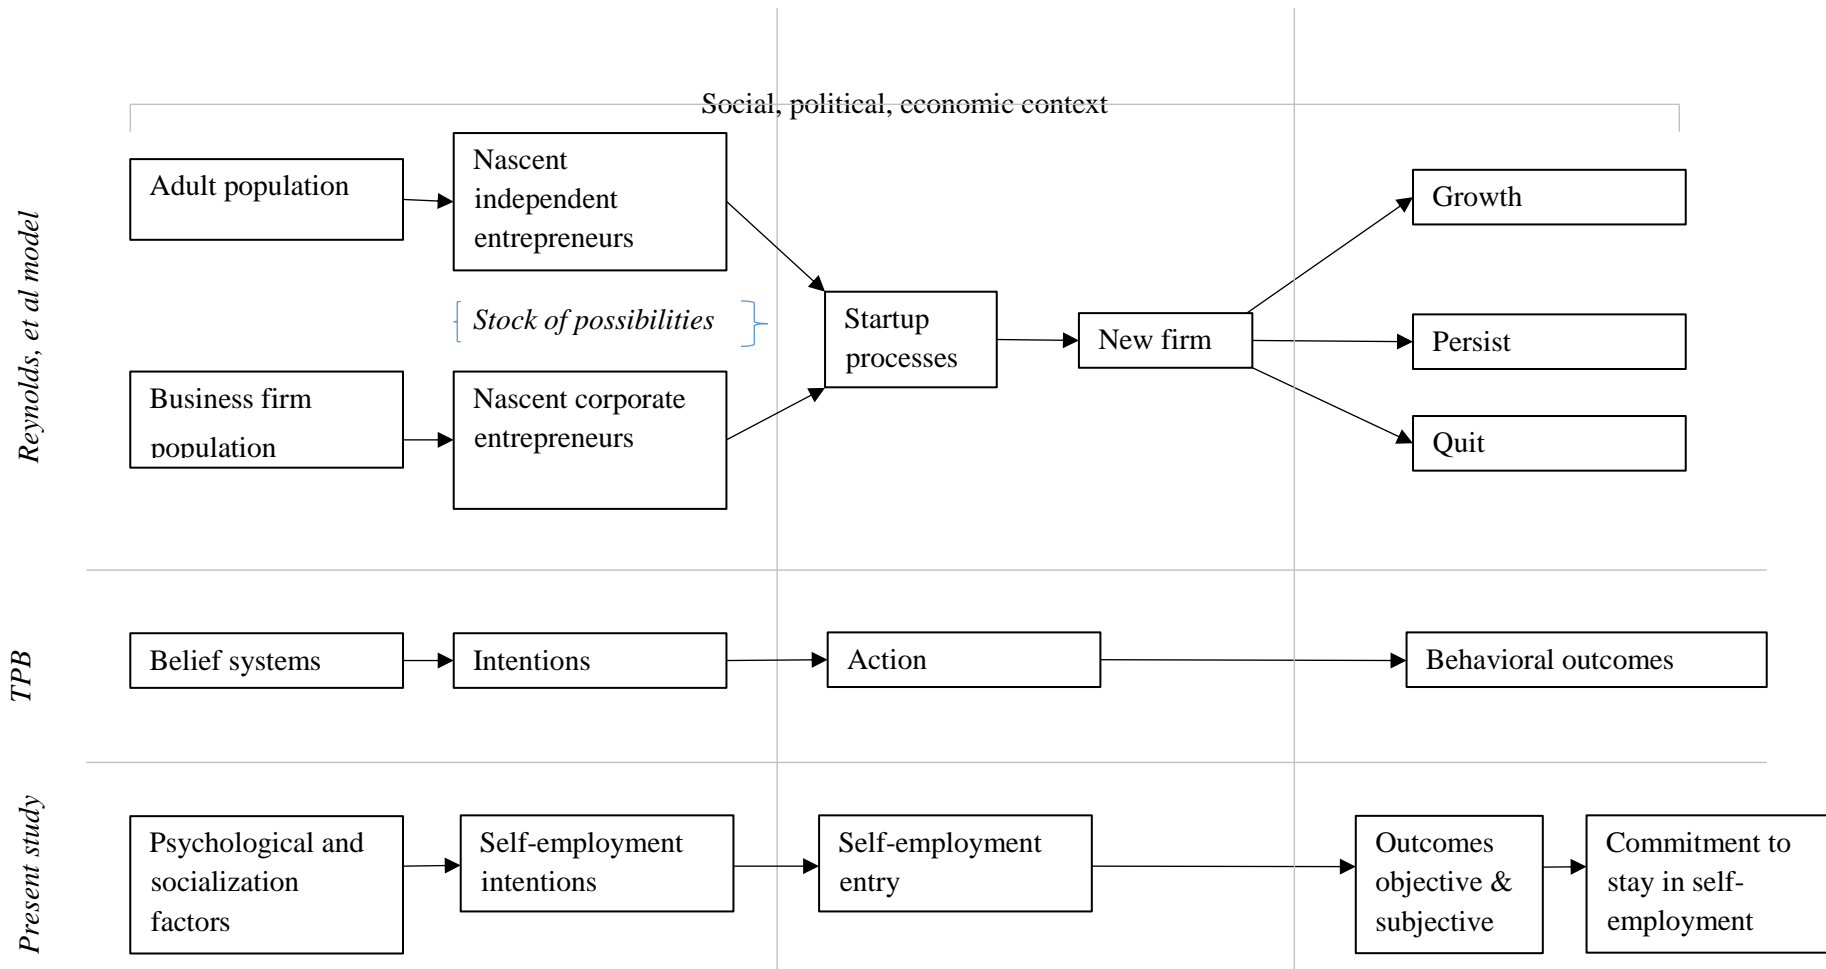 Social, political, economic context
Reynolds, et al model
Adult population
Nascent
independent
entrepreneurs
Growth
Stock of possibilities
Startup
processes
New firm
Persist
Business firm
population
Nascent corporate
entrepreneurs
Quit
TPB
Belief systems
Intentions
Action
Behavioral outcomes
Present study
Psychological and
socialization
factors
Self-employment
intentions
Self-employment
entry
Outcomes
objective &
subjective
Commitment to
stay in self-
employment